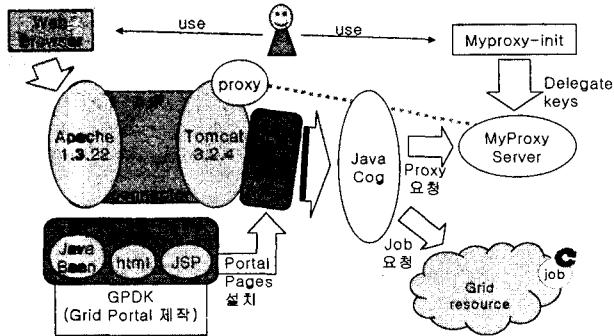 Web
Browser
use
use
Myproxy-init
Delegate
keys
proxy
Apache
1.3.22
Tomcat
3.2.4
Java
Cog
Proxy
요청
MyProxy
Server
Job
요청
job
Grid
resource
Java
Bean
html
JSP
Portal
Pages
설치
GPDK
(Grid Portal 제작)